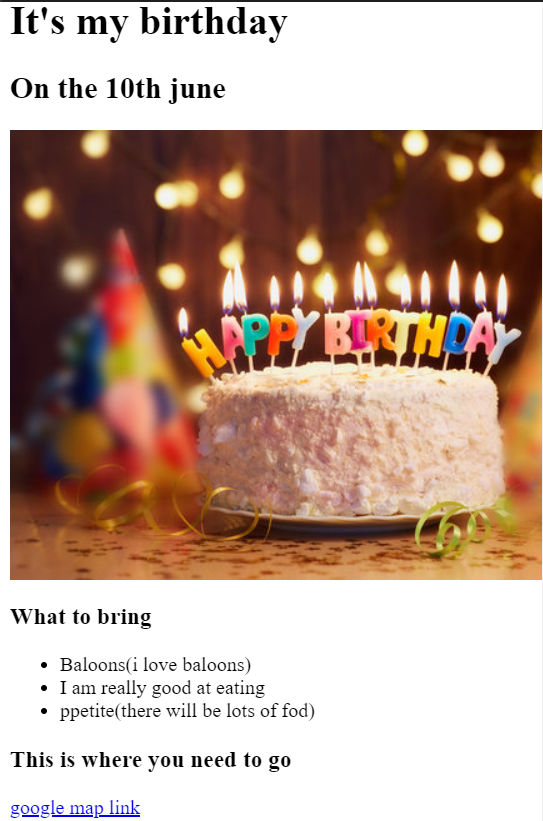 It's my birthday
On the 10th june
HAPPY BIRTHDAY
What to bring
Baloons(i love baloons)
I am really good at eating
ppetite(there will be lots of fod)
This is where you need to go
google map link